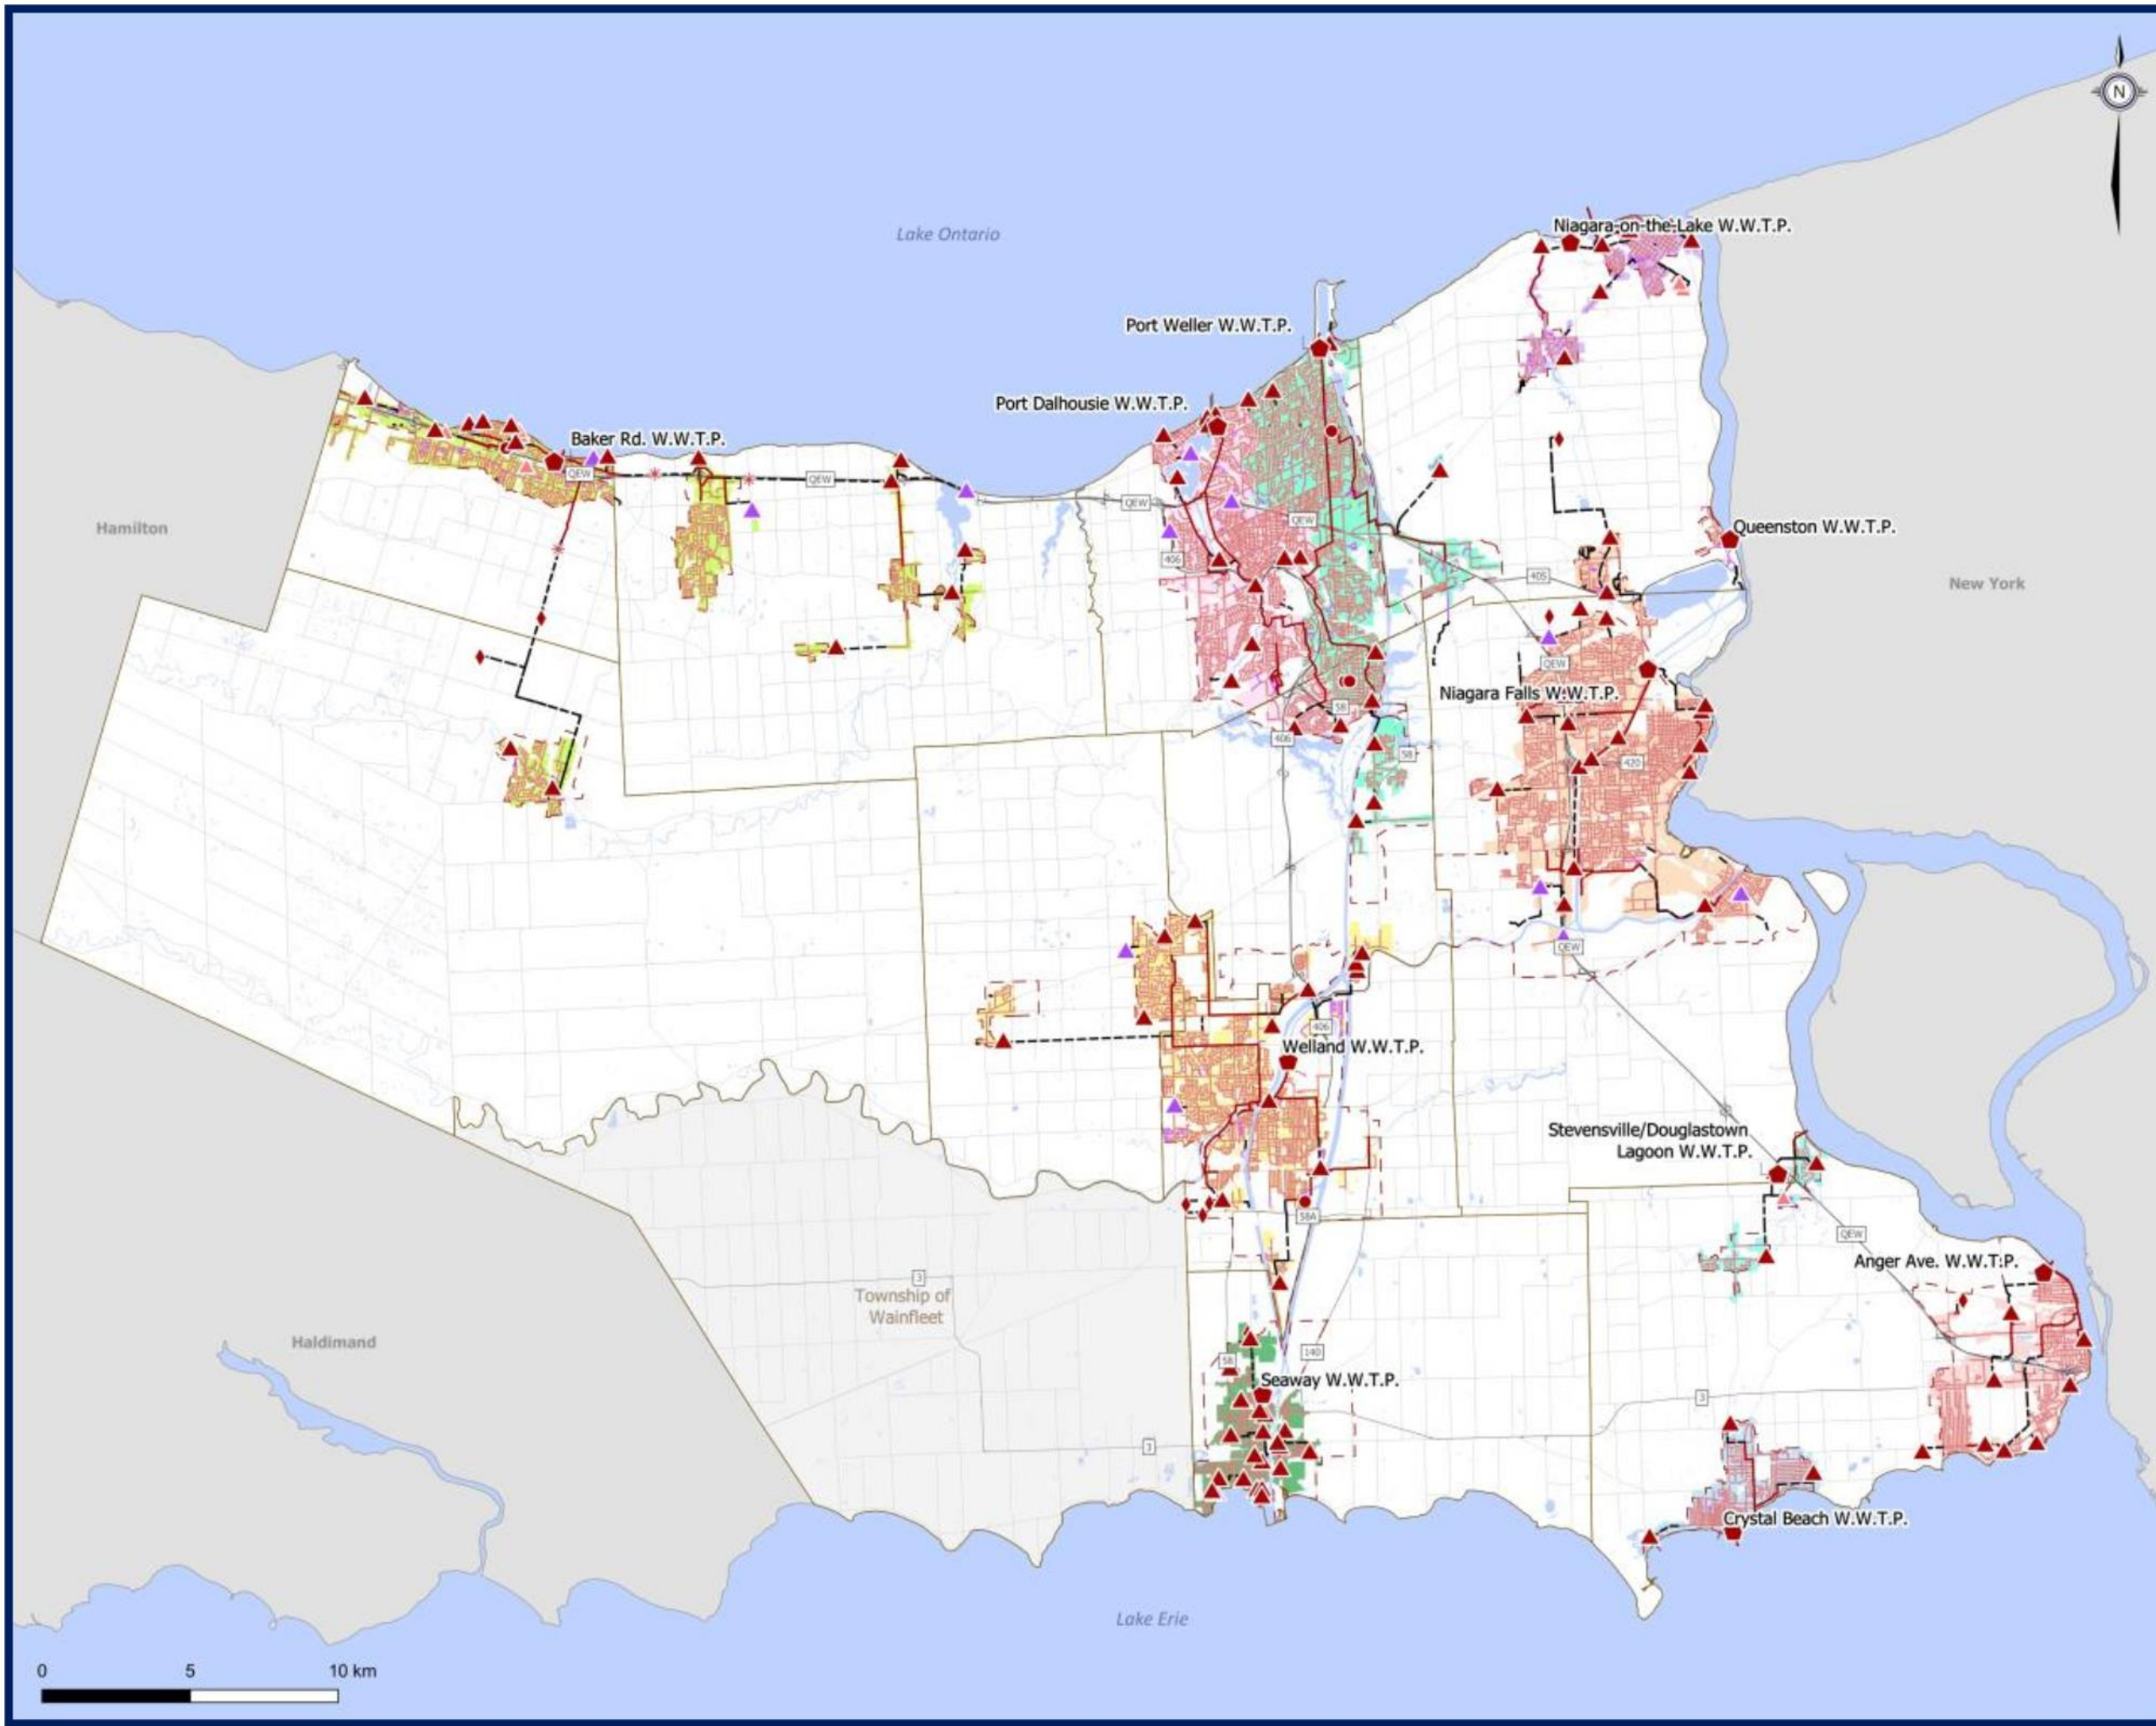 N
Lake Ontario
Niagara-on-the-Lake W.W.T.P.
Port Weller W.W.T.P.
Port Dalhousie W.W.T.P.
Baker Rd. W.W.T.P.
QEW
QEW
QEW
QEW
Hamilton
Queenston W.W.T.P.
406
405
New York
QEW
Niagara Falls W.W.T.P.
58
406
58
420
QEW
406
Welland W.W.T.P.
Stevensville/Douglastown
Lagoon W.W.T.P.
58A
QEW
Anger Ave. W.W.T.P.
3
Township of
Wainfleet
Haldimand
140
58
Seaway W.W.T.P.
3
3
Crystal Beach W.W.T.P.
Lake Erie
0 5 10 km